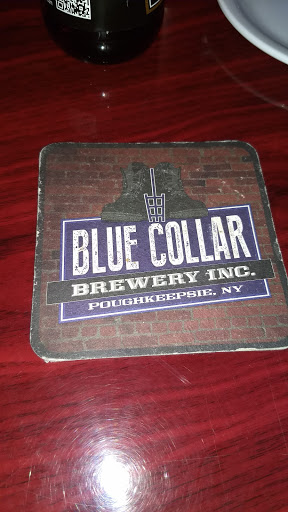 BLUE COLLAR
BREWERY INC.
POUGHKEEPSIE, NY